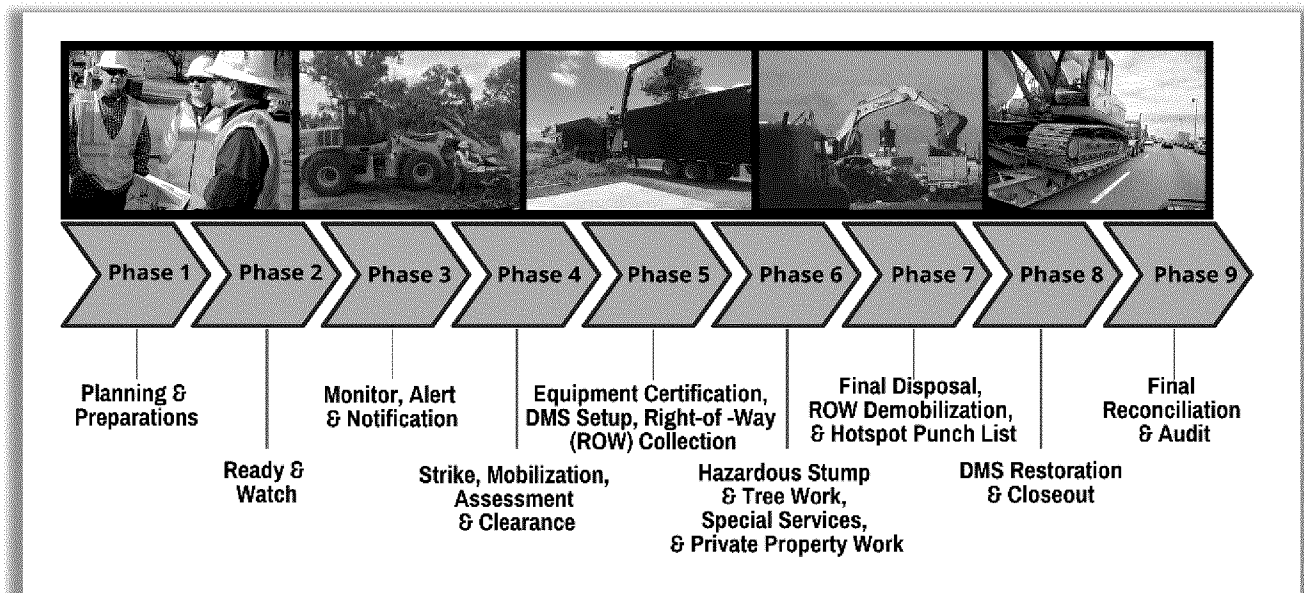 Phase 1
Phase 2
Phase 3
Phase 4
Phase 5
Phase 6
Phase 7
Phase 8
Phase 9
Planning &
Preparations
Ready &
Watch
Monitor, Alert
& Notification
Strike, Mobilization,
Assessment
& Clearance
Equipment Certification,
DMS Setup, Right-of -Way
(ROW) Collection
Hazardous Stump
& Tree Work,
Special Services,
& Private Property Work
Final Disposal,
ROW Demobilization,
& Hotspot Punch List
DMS Restoration
& Closeout
Final
Reconciliation
& Audit